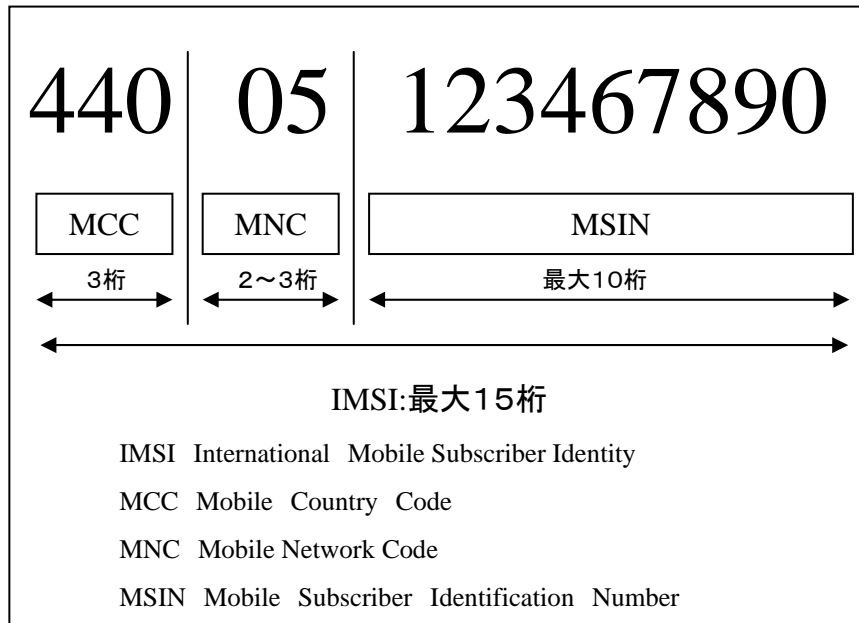 440 05 123467890
MCC MNC MSIN
3桁 2～3桁 最大10桁
IMSI:最大15桁
IMSI International Mobile Subscriber Identity
MCC Mobile Country Code
MNC Mobile Network Code
MSIN Mobile Subscriber Identification Number